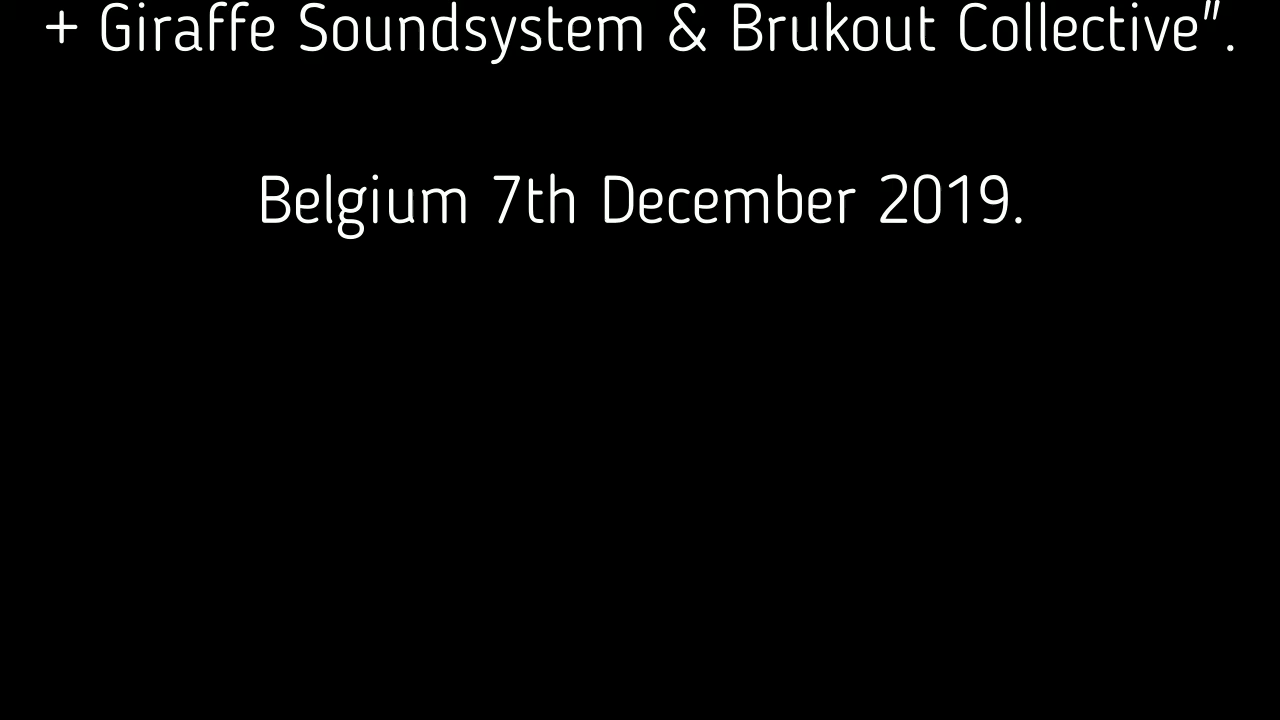 + Giraffe Soundsystem & Brukout Collective".
Belgium 7th December 2019.